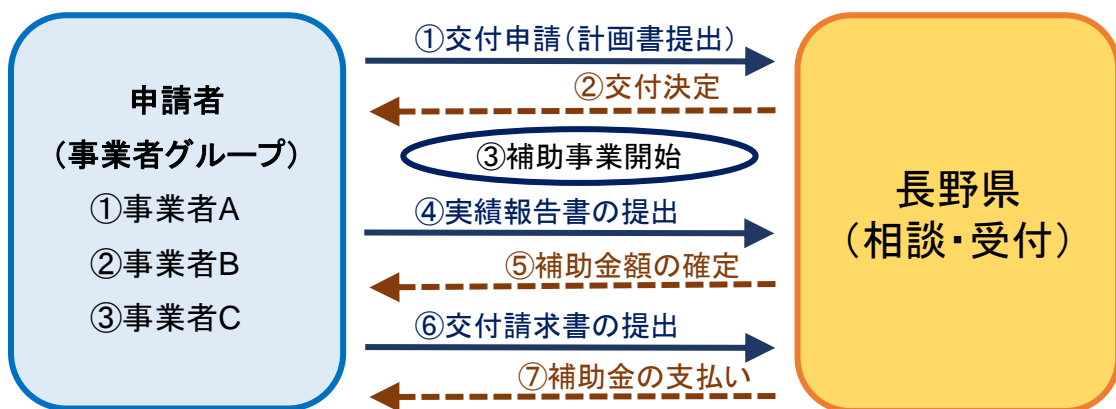 申請者
（事業者グループ）
①事業者A
②事業者B
③事業者C
①交付申請（計画書提出）
②交付決定
③補助事業開始
④実績報告書の提出
⑤補助金額の確定
⑥交付請求書の提出
⑦補助金の支払い
長野県
（相談・受付）